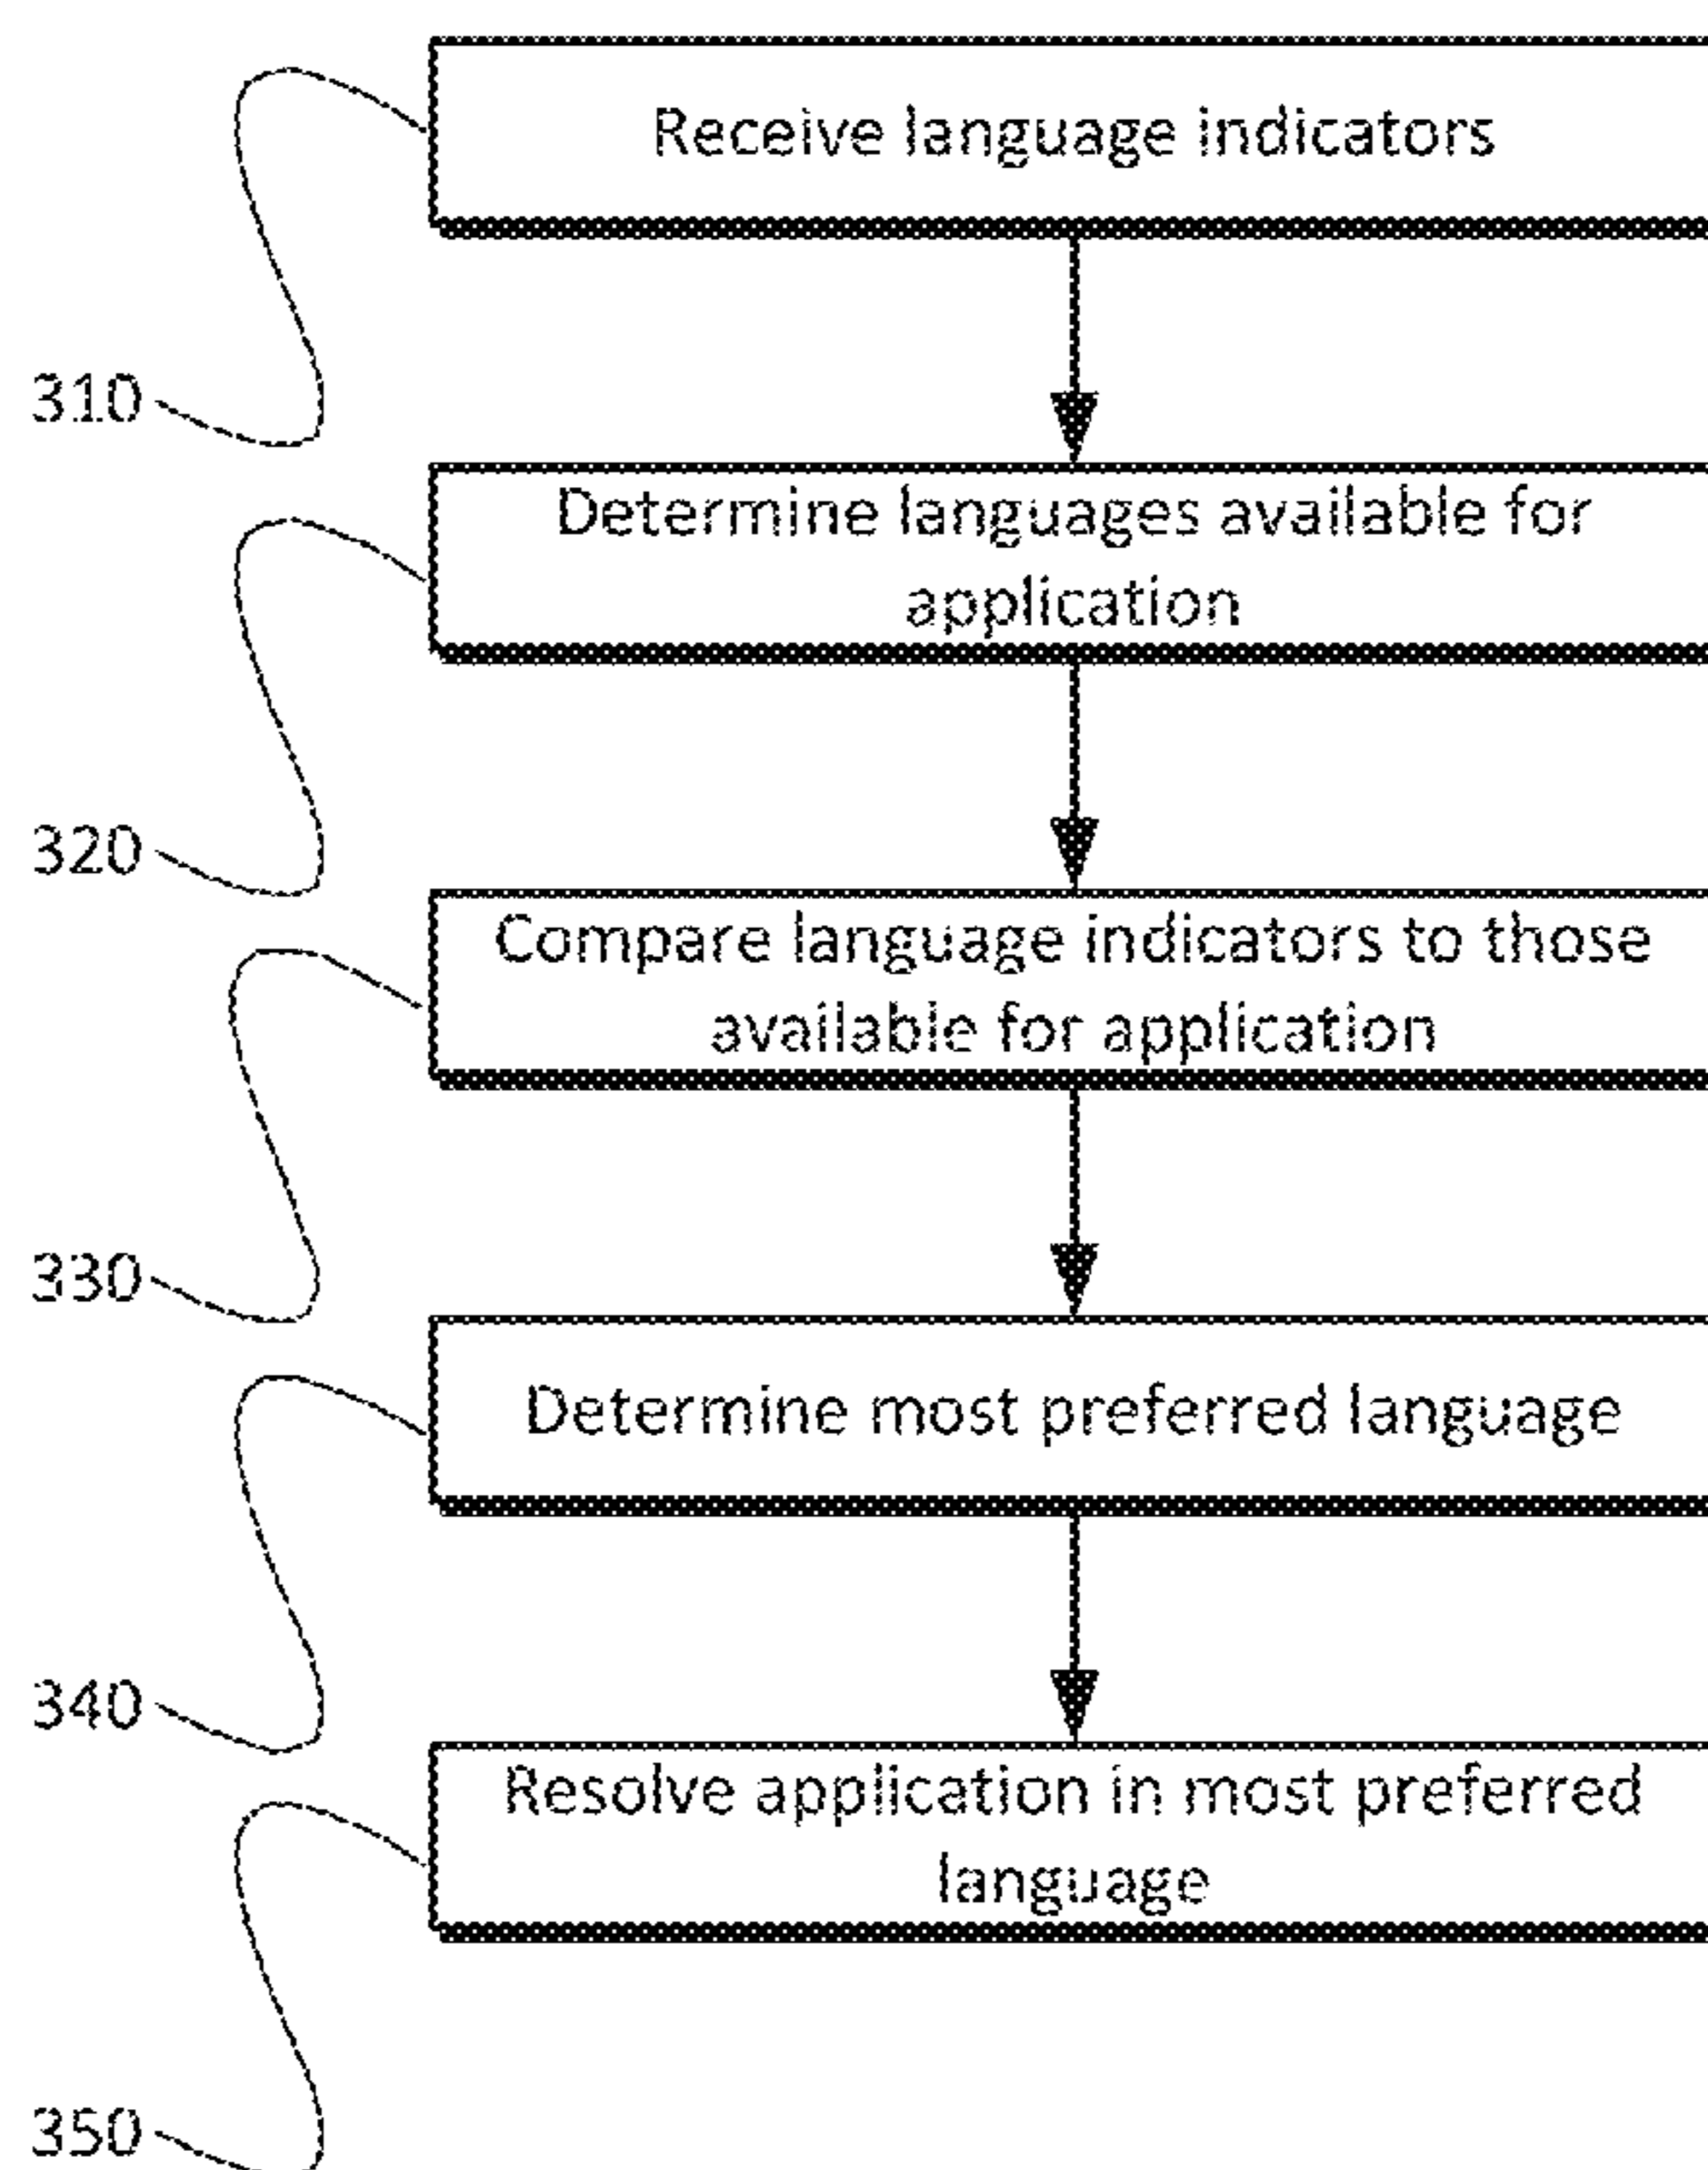 Receive language indicators
310
Determine languages available for
application
320
Compare language indicators to those
available for application
330
Determine most preferred language
340
Resolve application in most preferred
language
350